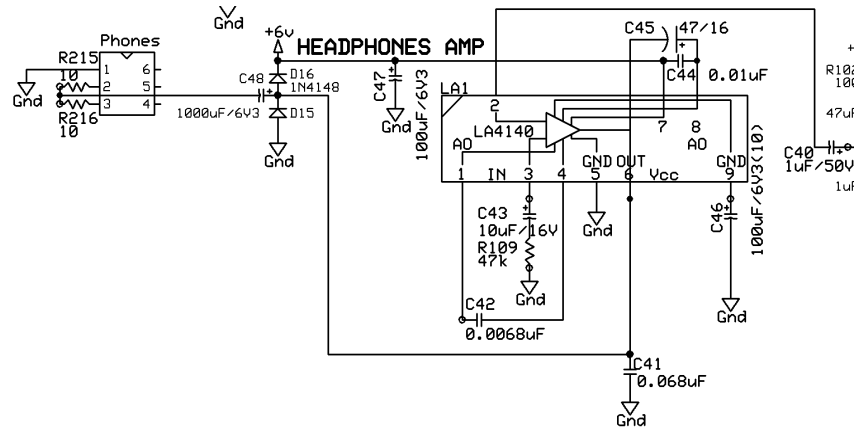 Gnd
+6v
HEADPHONES AMP
Phones
R215
10
1
2
3
6
5
4
Gnd
R216
10
C48
1000uF/6V3
D16
1N4148
D15
Gnd
C47
100uF/6V3
Gnd
C45
47/16
C44
0.01uF
LA1
2
LA4140
7
8
AO
AO
GND
OUT
GND
1
IN
3
4
5
6
Vcc
9
C43
10uF/16V
R109
47k
Gnd
Gnd
C46
100uF/6V3(10)
Gnd
C42
0.0068uF
C41
0.068uF
Gnd
R102
47uF
C40
1uF/50V